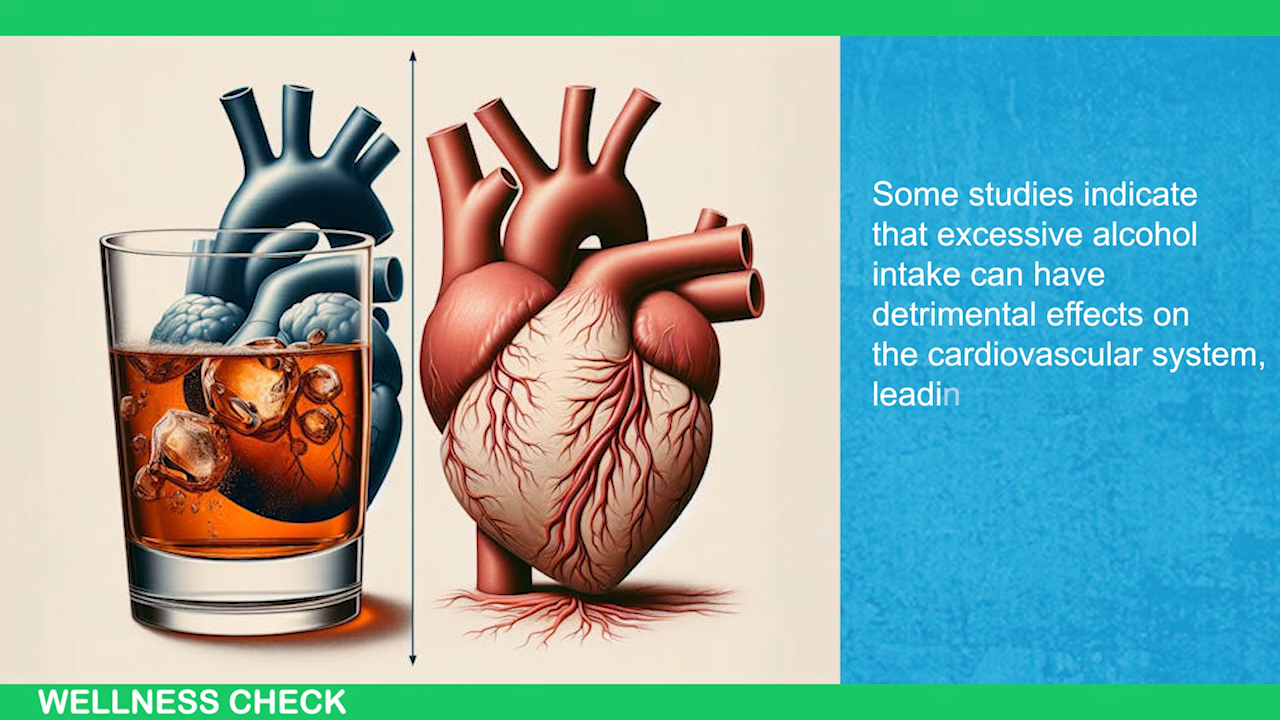 Some studies indicate
that excessive alcohol
intake can have
detrimental effects on
the cardiovascular system,
leadin
WELLNESS CHECK